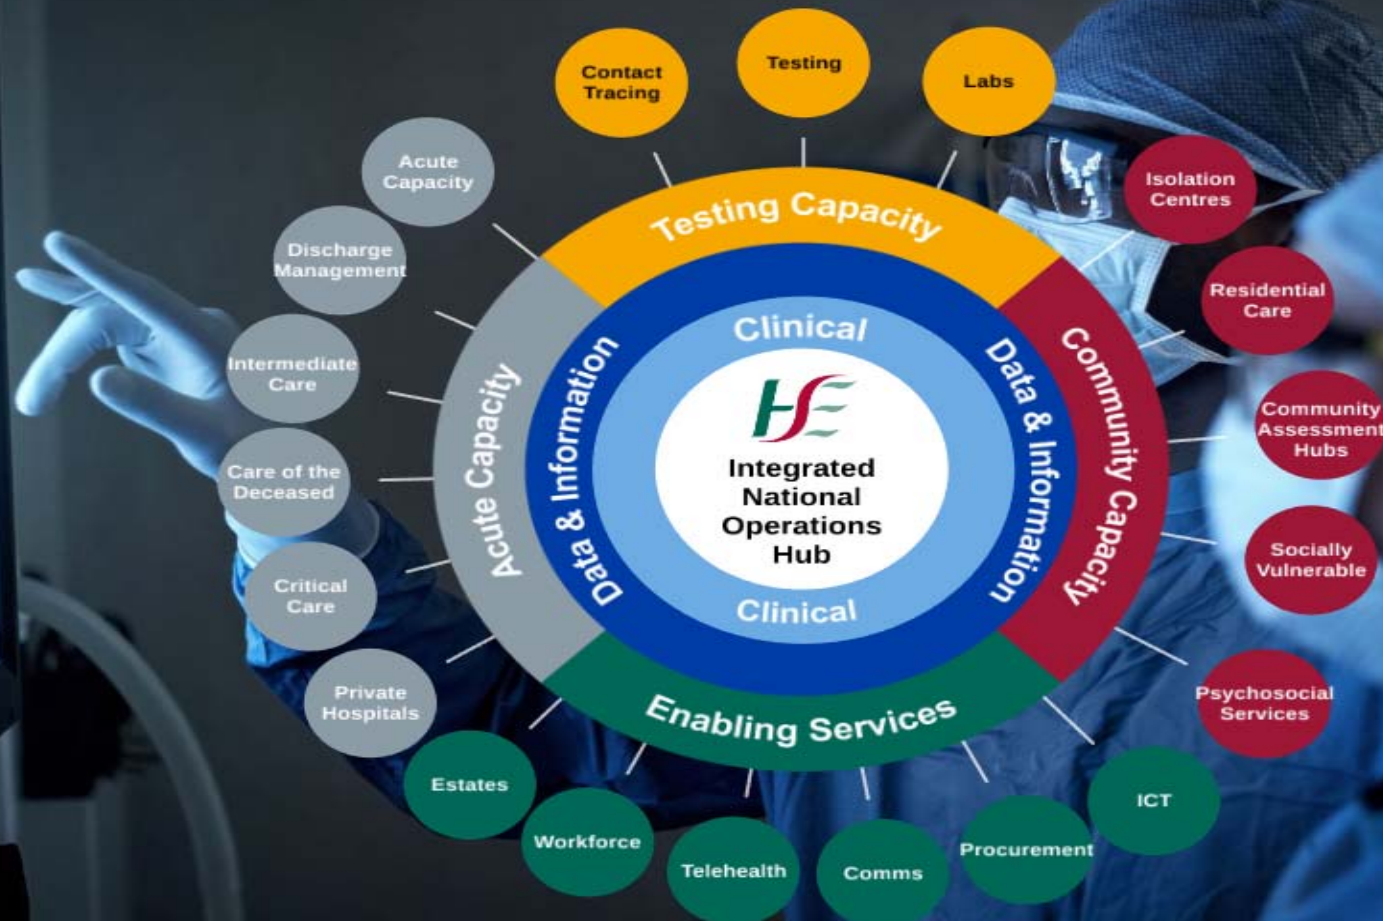 Contact
Tracing
Testing
Labs
Acute
Capacity
Isolation
Centres
Testing Capacity
Discharge
Management
Residential
Care
Clinical
Intermediate
Care
Acute Capacity
Data & Information
Data & Information
Community Capacity
HSE
Integrated
National
Operations
Hub
Community
Assessment
Hubs
Care of the
Deceased
Socially
Vulnerable
Critical
Care
Clinical
Private
Hospitals
Enabling Services
Psychosocial
Services
Estates
Workforce
Telehealth
Comms
Procurement
ICT